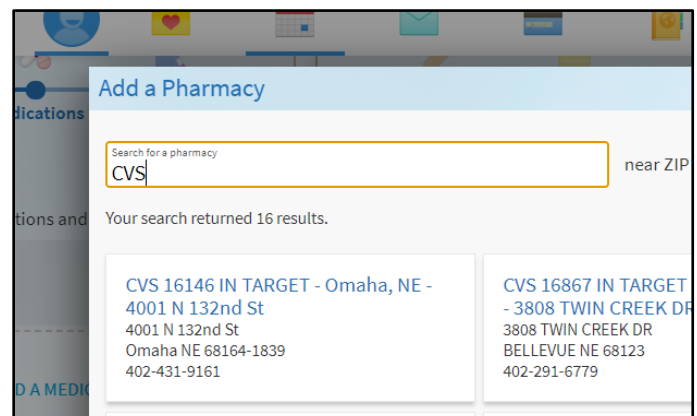 Add a Pharmacy
dications
Search for a pharmacy
CVS
near ZIP
tions and
Your search returned 16 results.
CVS 16146 IN TARGET - Omaha, NE -
4001 N 132nd St
4001 N 132nd St
Omaha NE 68164-1839
402-431-9161
CVS 16867 IN TARGET
- 3808 TWIN CREEK DR
3808 TWIN CREEK DR
BELLEVUE NE 68123
402-291-6779
D A MEDIC